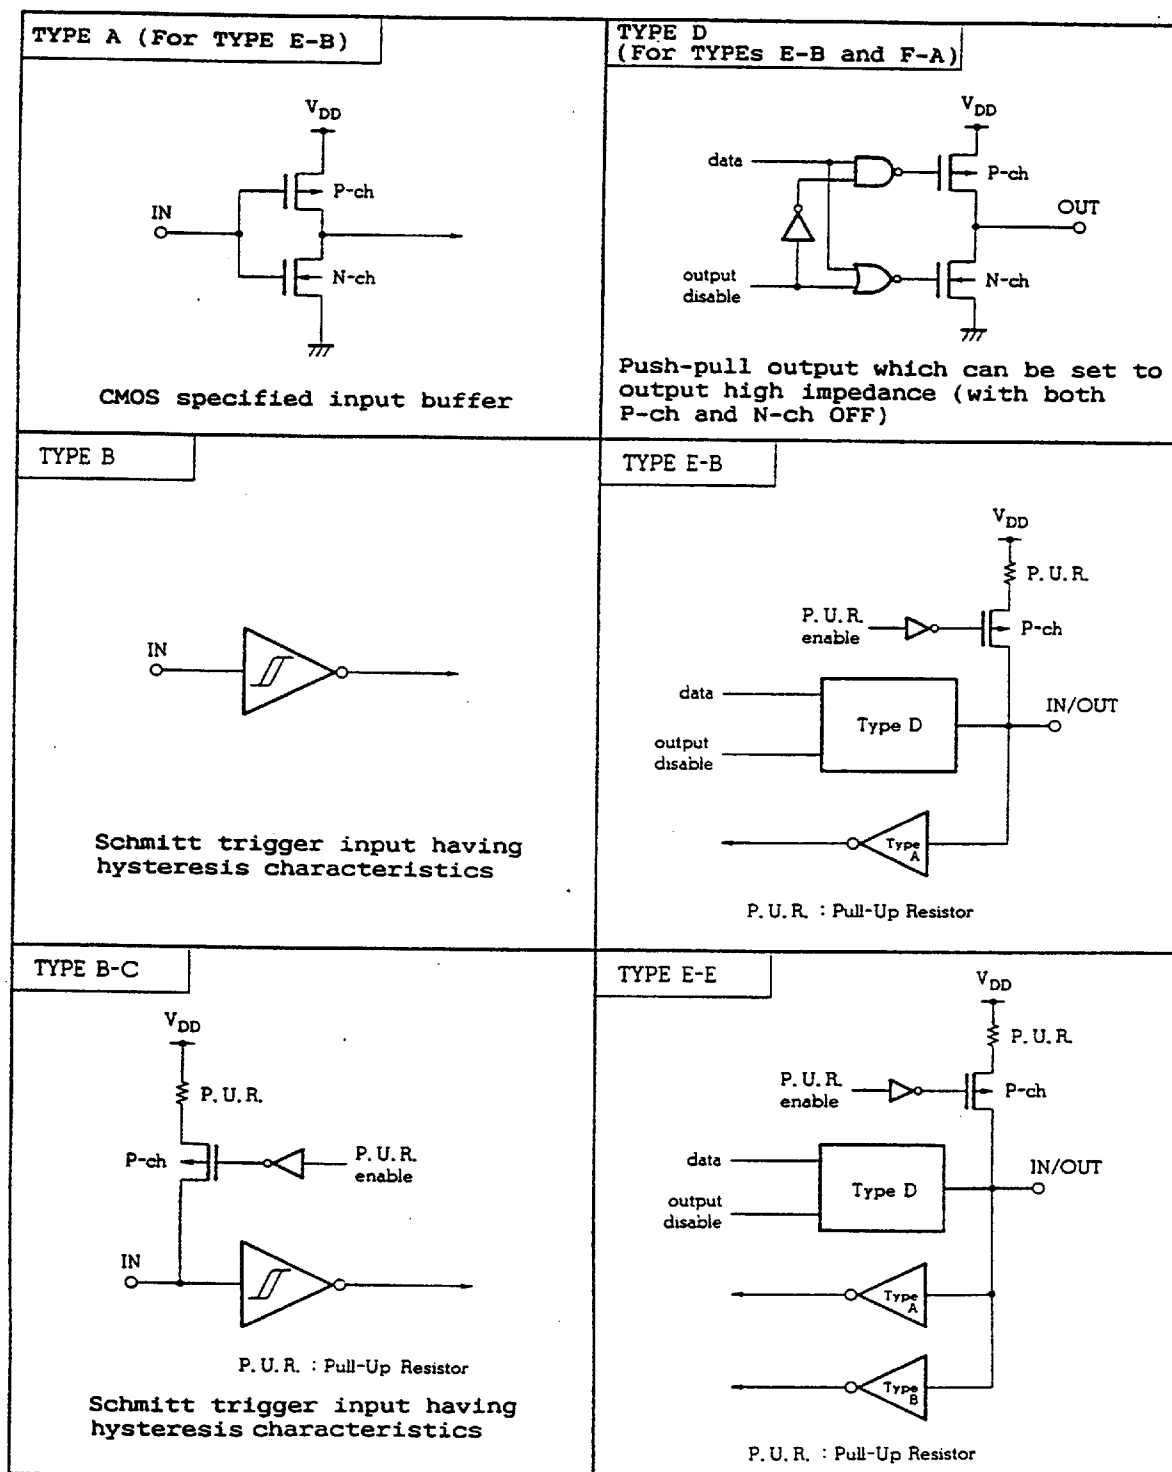 TYPE A (For TYPE E-B)
VDD
P-ch
IN
N-ch
CMOS specified input buffer
TYPE D
(For TYPEs E-B and F-A)
VDD
data
P-ch
OUT
output
disable
N-ch
Push-pull output which can be set to
output high impedance (with both
P-ch and N-ch OFF)
TYPE B
IN
Schmitt trigger input having
hysteresis characteristics
TYPE E-B
VDD
P.U.R.
P.U.R.
enable
P-ch
data
IN/OUT
Type D
output
disable
Type
A
P.U.R. : Pull-Up Resistor
TYPE B-C
VDD
P.U.R.
P-ch
P.U.R.
enable
IN
P.U.R. : Pull-Up Resistor
Schmitt trigger input having
hysteresis characteristics
TYPE E-E
VDD
P.U.R.
P.U.R.
enable
P-ch
data
IN/OUT
Type D
output
disable
Type
A
Type
B
P.U.R. : Pull-Up Resistor